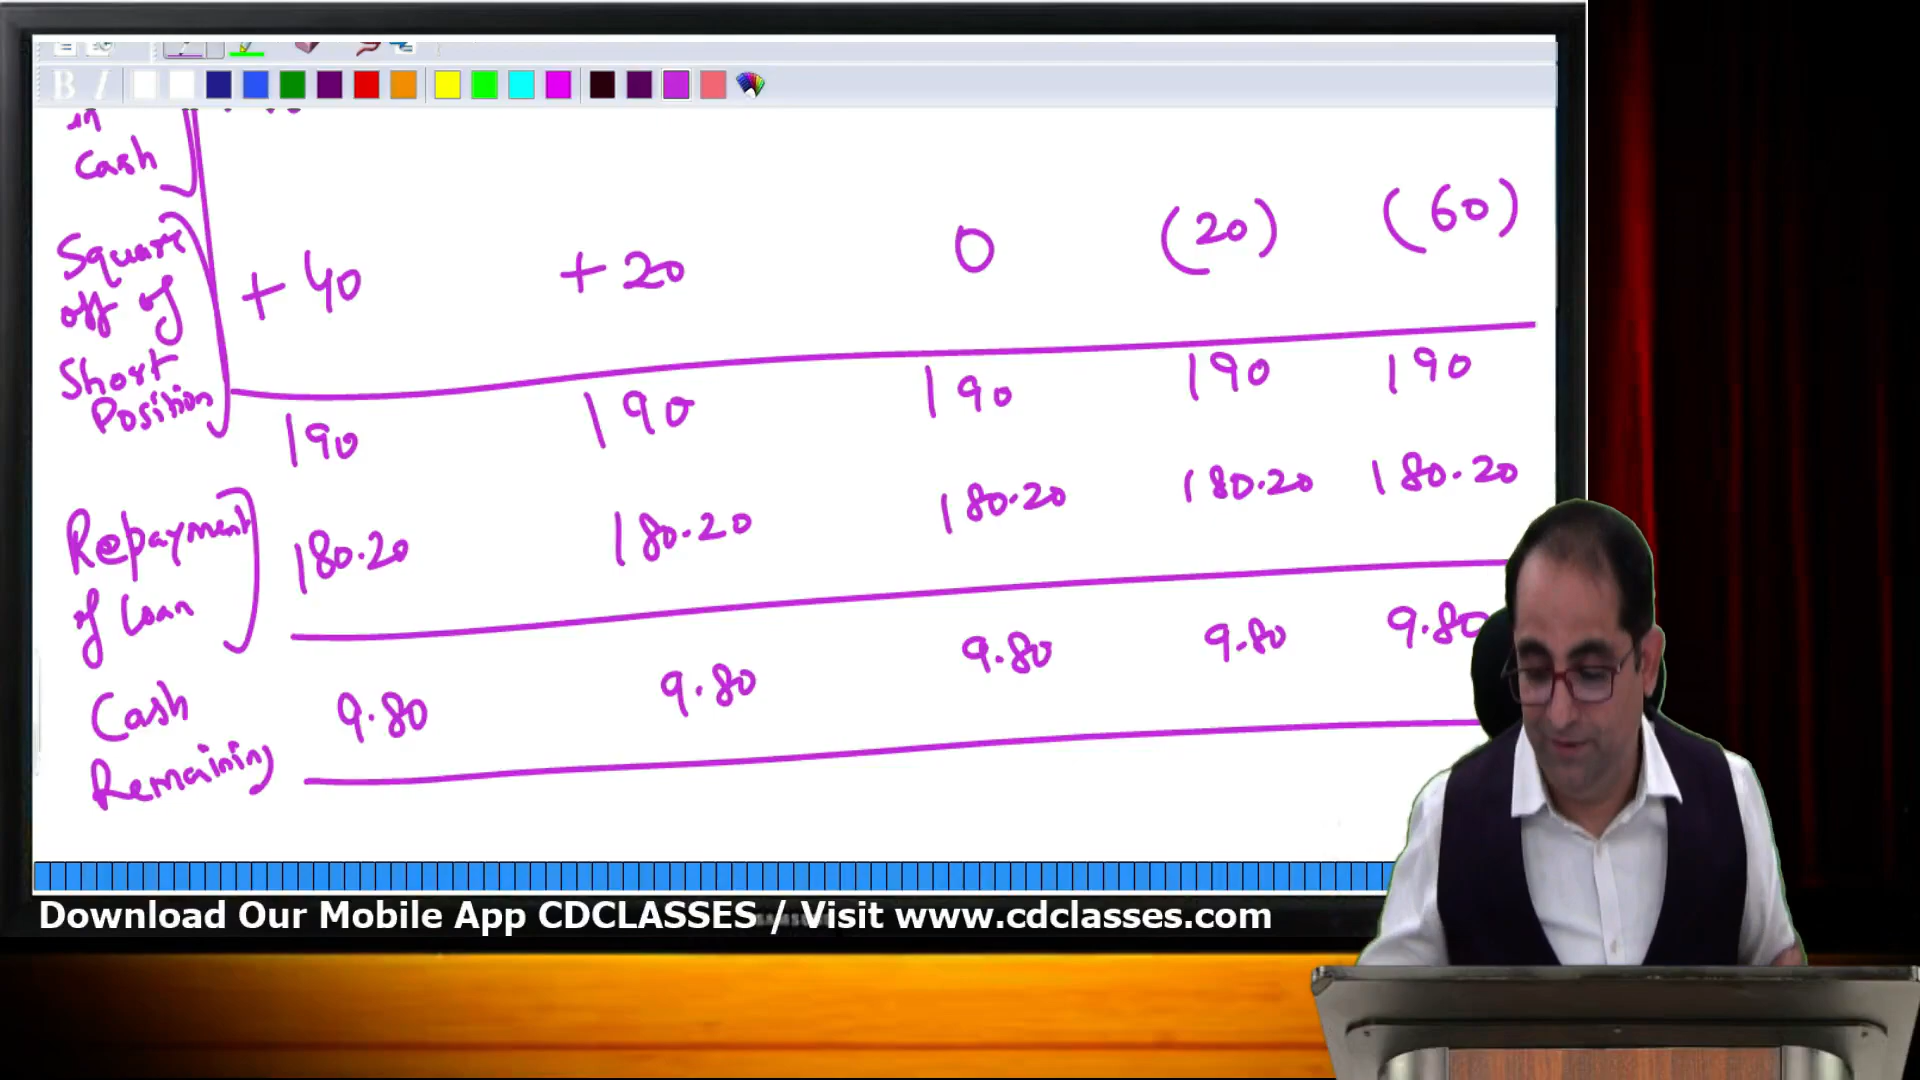 B I
in
Cash
Square off of Short Position
+ 40 + 20 0 (20) (60)
190 190 190 190 190
Repayment of Loan
180.20 180.20 180.20 180.20 180.20
Cash Remaining
9.80 9.80 9.80 9.80 9.80
Download Our Mobile App CDCLASSES / Visit www.cdclasses.com